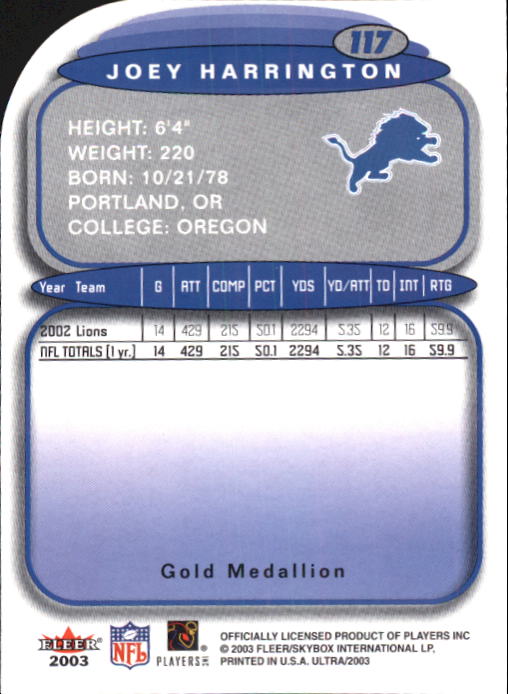 117
JOEY HARRINGTON
HEIGHT: 6'4"
WEIGHT: 220
BORN: 10/21/78
PORTLAND, OR
COLLEGE: OREGON
Year Team G ATT COMP PCT YDS YD/ATT TD INT RTG
2002 Lions 14 429 215 50.1 2294 5.35 12 16 59.9
NFL TOTALS (1 yr.) 14 429 215 50.1 2294 5.35 12 16 59.9
Gold Medallion
FLEER®
2003
NFL
PLAYERS INC
OFFICIALLY LICENSED PRODUCT OF PLAYERS INC
© 2003 FLEER/SKYBOX INTERNATIONAL LP,
PRINTED IN U.S.A. ULTRA/2003